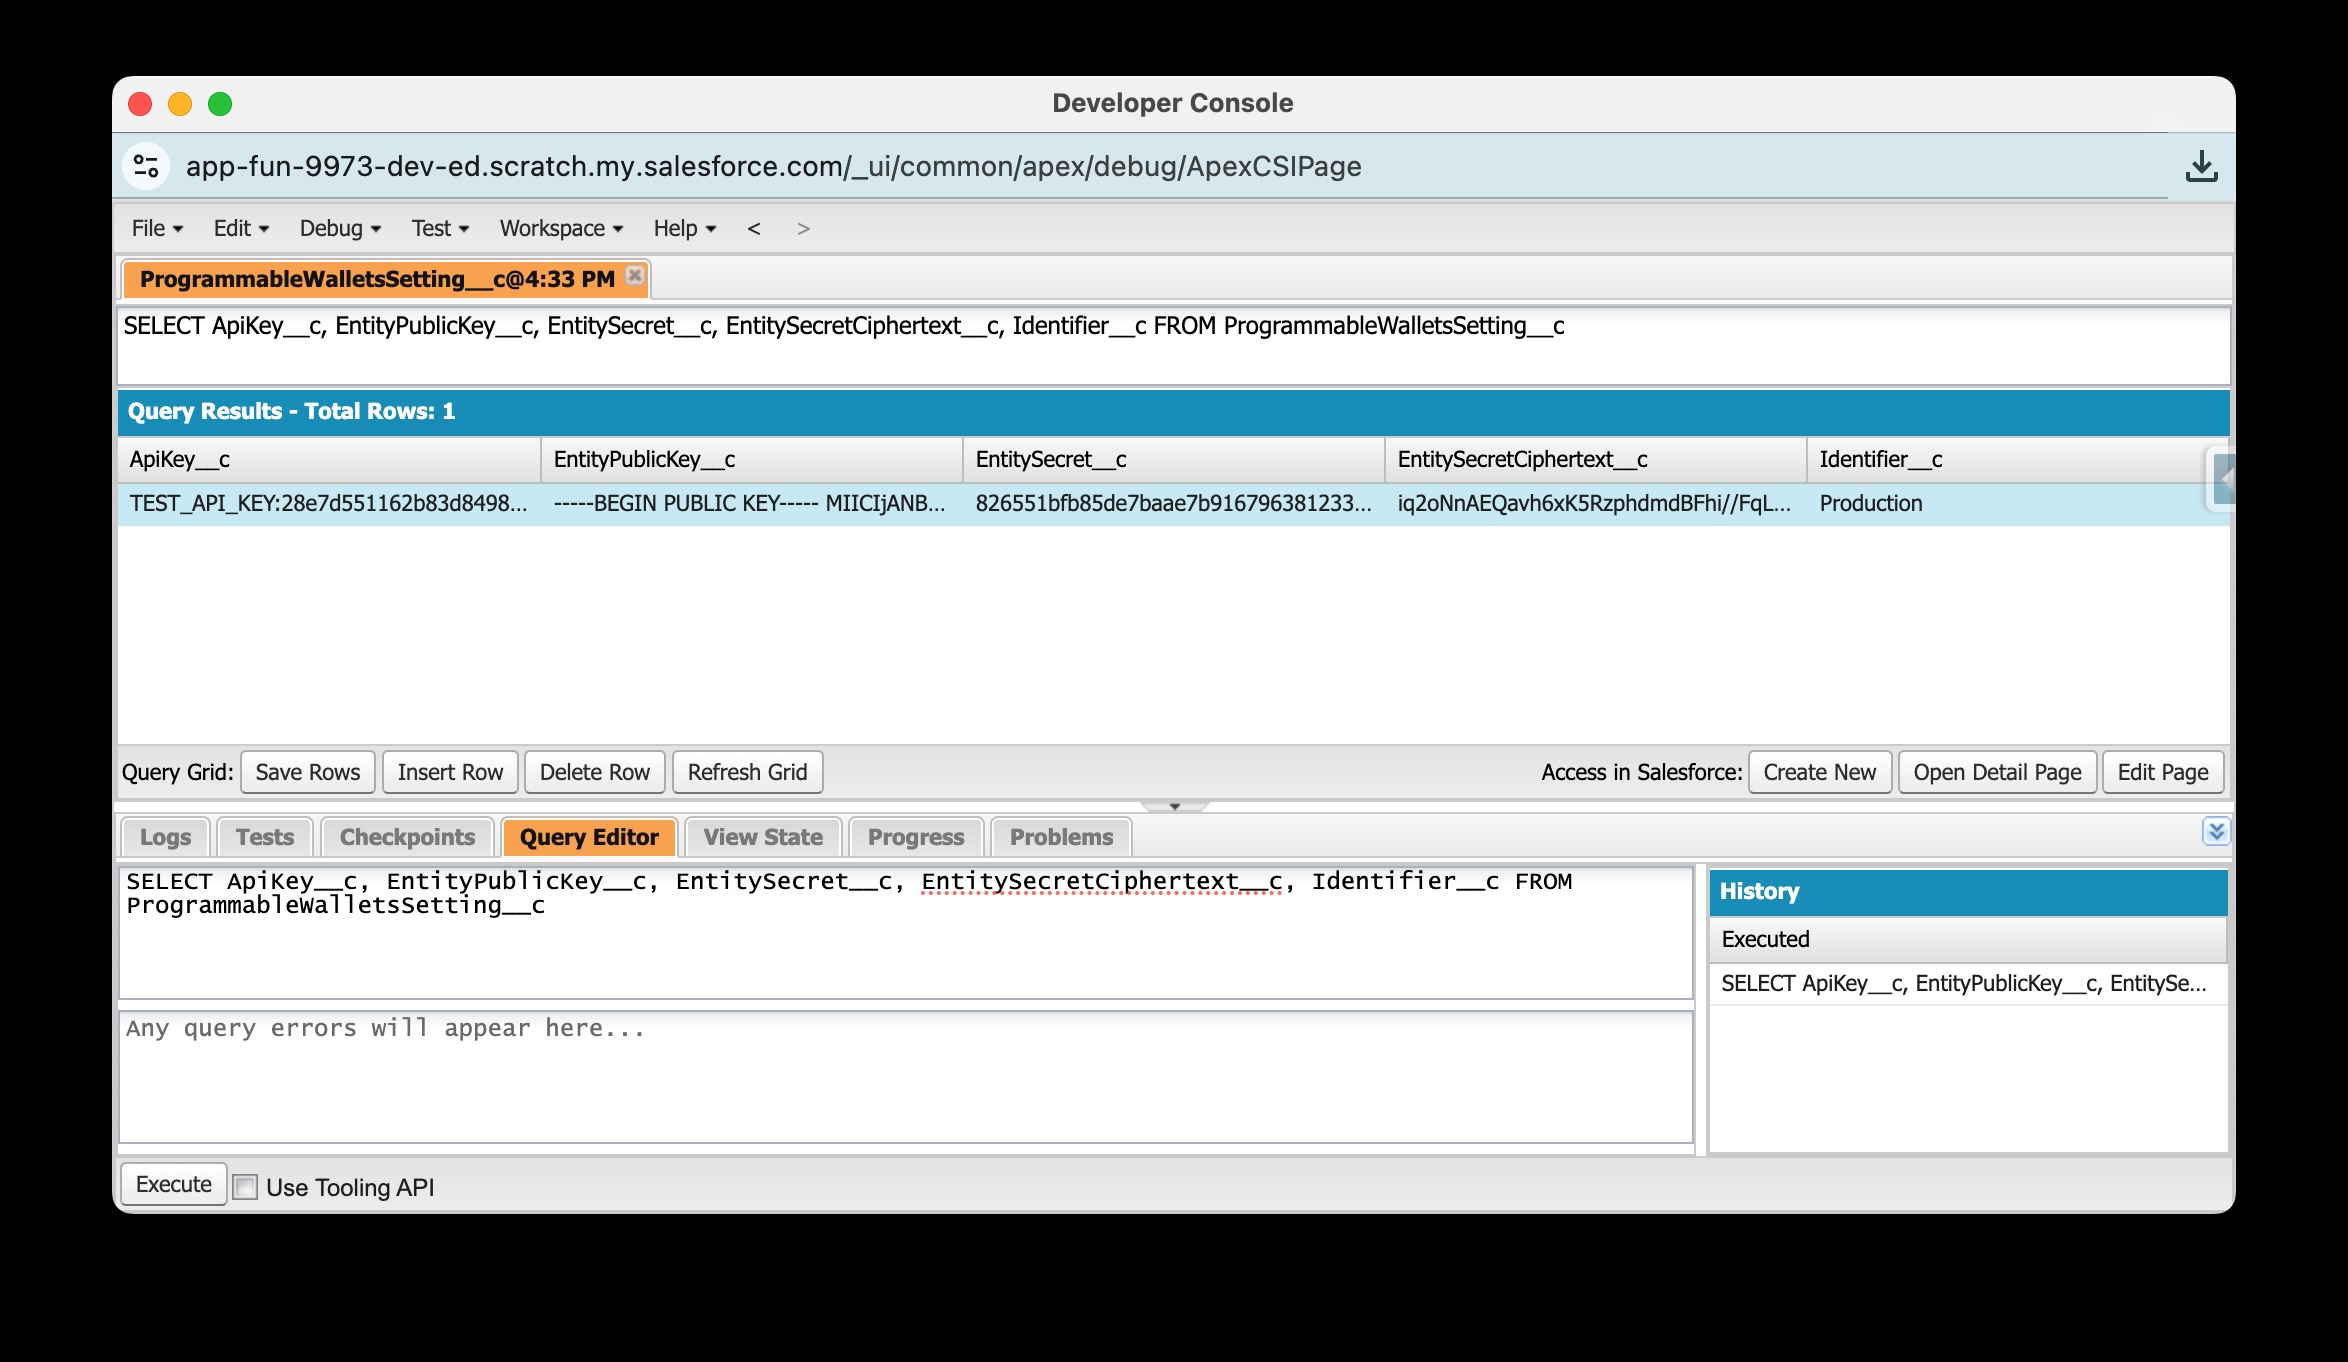 Developer Console
app-fun-9973-dev-ed.scratch.my.salesforce.com/_ui/common/apex/debug/ApexCSIPage
File Edit Debug Test Workspace Help < >
ProgrammableWalletsSetting__c@4:33 PM
SELECT ApiKey__c, EntityPublicKey__c, EntitySecret__c, EntitySecretCiphertext__c, Identifier__c FROM ProgrammableWalletsSetting__c
Query Results - Total Rows: 1
ApiKey__c EntityPublicKey__c EntitySecret__c EntitySecretCiphertext__c Identifier__c
TEST_API_KEY:28e7d551162b83d8498... -----BEGIN PUBLIC KEY----- MIICIjANB... 826551bfb85de7baae7b916796381233... iq2oNnAEQavh6xK5RzphdmdBFhi//FqL... Production
Query Grid: Save Rows Insert Row Delete Row Refresh Grid Access in Salesforce: Create New Open Detail Page Edit Page
Logs Tests Checkpoints Query Editor View State Progress Problems
SELECT ApiKey__c, EntityPublicKey__c, EntitySecret__c, EntitySecretCiphertext__c, Identifier__c FROM
ProgrammableWalletsSetting__c
Any query errors will appear here...
History
Executed
SELECT ApiKey__c, EntityPublicKey__c, EntitySe...
Execute Use Tooling API